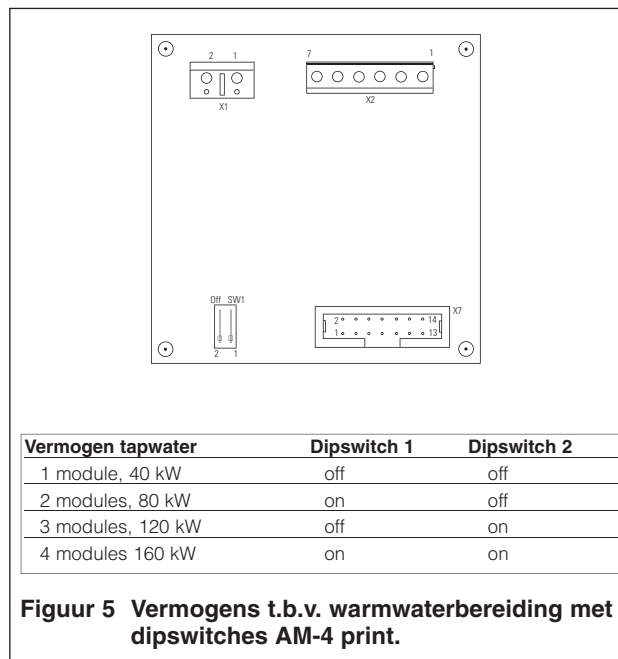 2 1
7 1
X1
X2
Off SW1
2 14
1 13
X7
2 1
Vermogen tapwater Dipswitch 1 Dipswitch 2
1 module, 40 kW off off
2 modules, 80 kW on off
3 modules, 120 kW off on
4 modules 160 kW on on
Figuur 5 Vermogens t.b.v. warmwaterbereiding met
dipswitches AM-4 print.